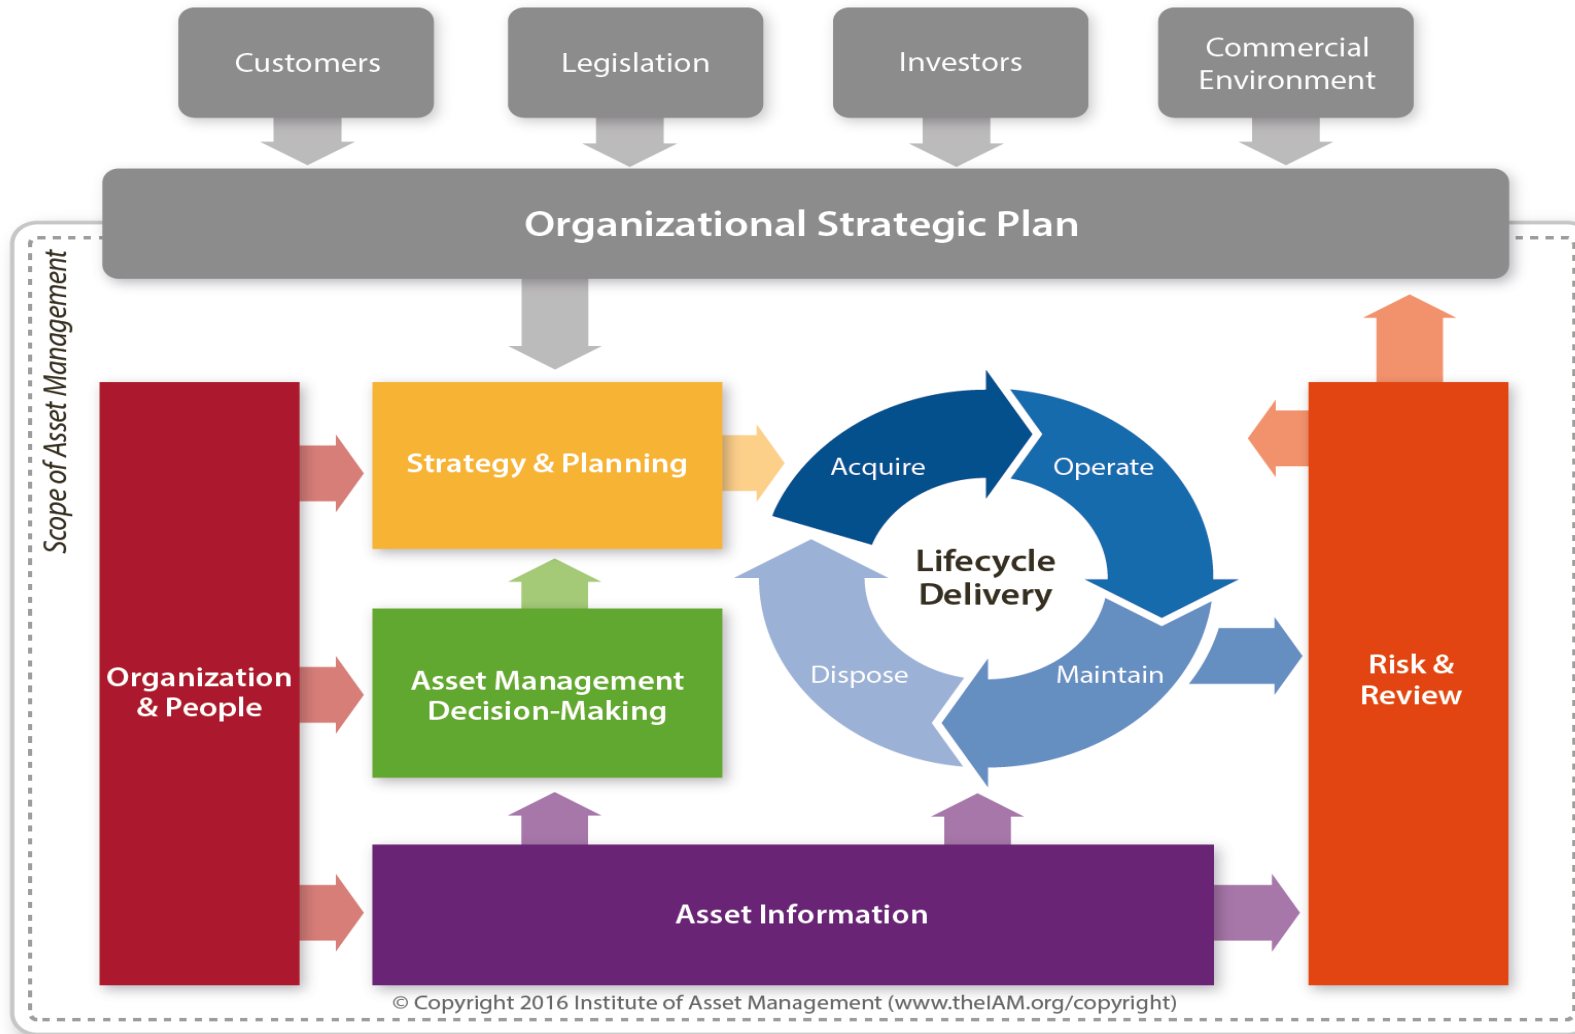 Customers
Legislation
Investors
Commercial
Environment
Organizational Strategic Plan
Scope of Asset Management
Strategy & Planning
Acquire
Operate
Lifecycle
Delivery
Organization
& People
Asset Management
Decision-Making
Dispose
Maintain
Risk &
Review
Asset Information
© Copyright 2016 Institute of Asset Management (www.theIAM.org/copyright)